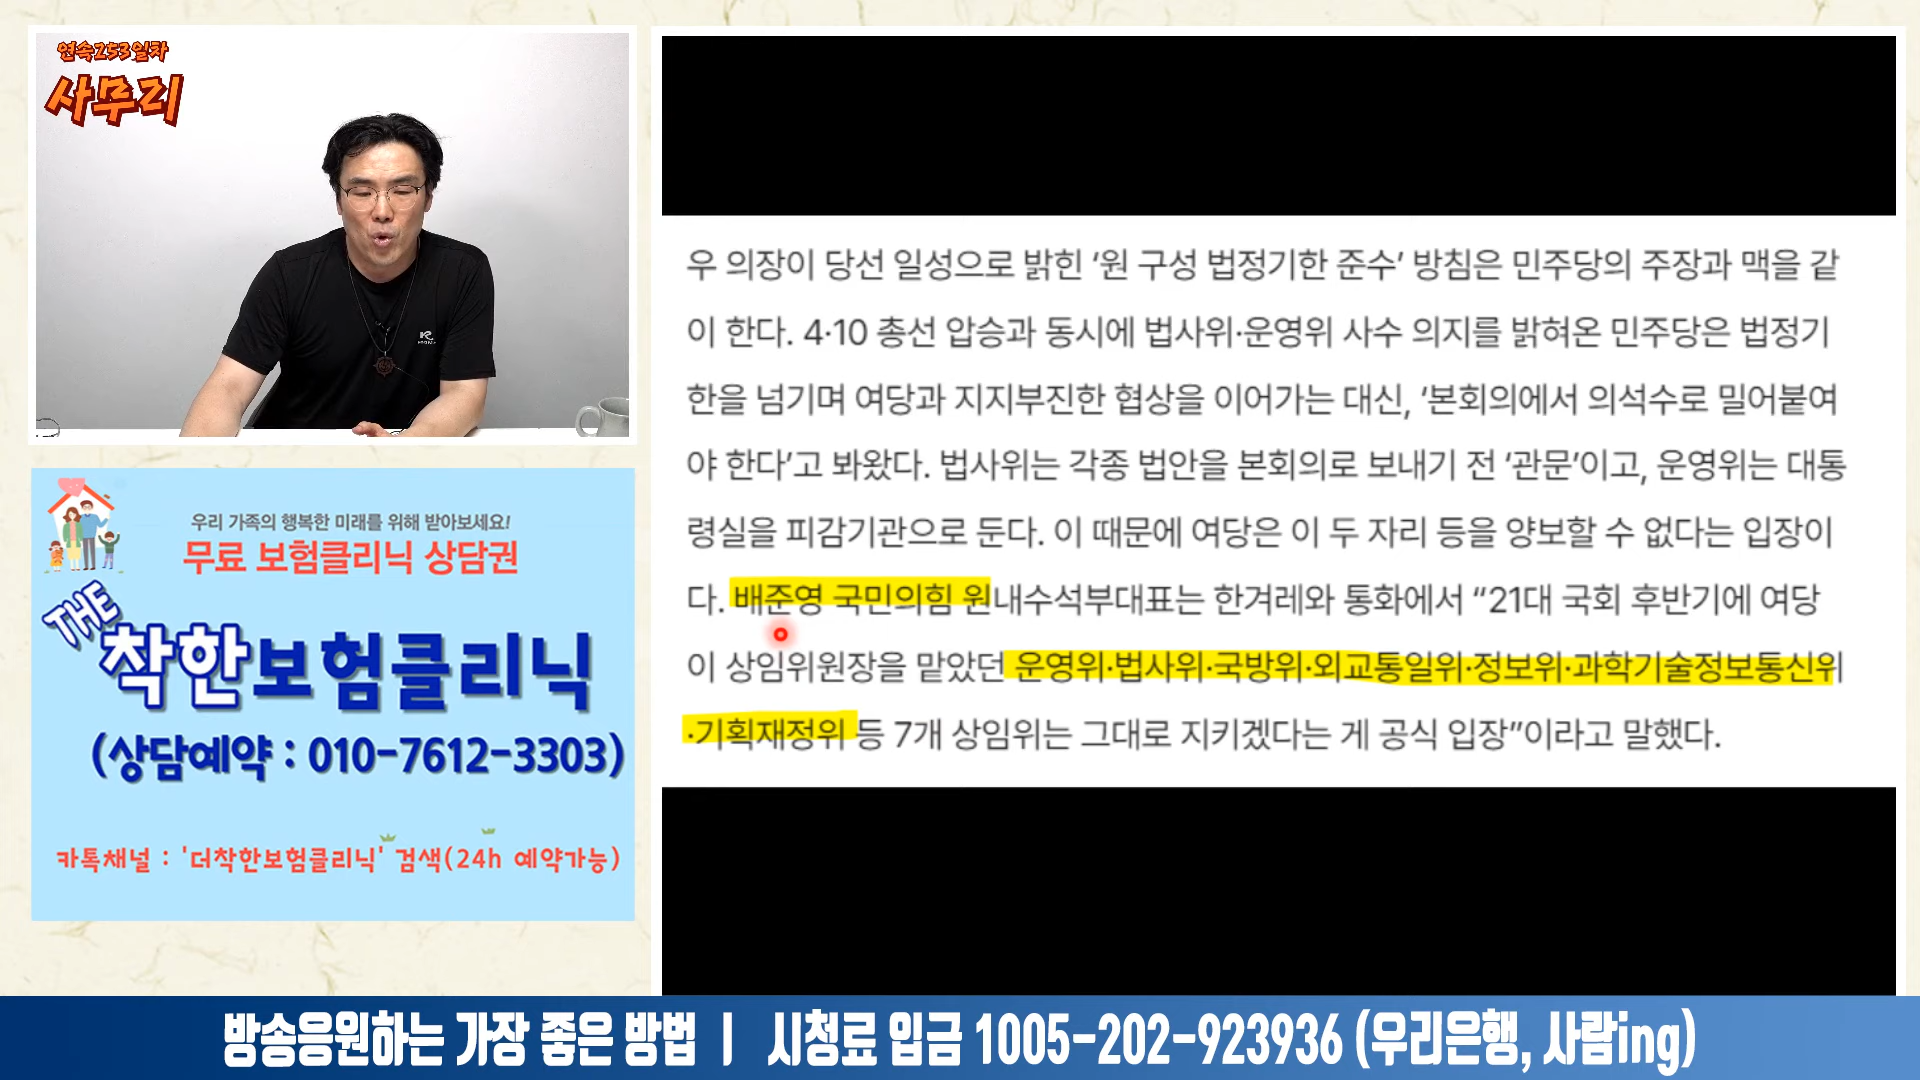 연속253일차
사무리
우리 가족의 행복한 미래를 위해 받아보세요!
무료 보험클리닉 상담권
THE
착한보험클리닉
(상담예약 : 010-7612-3303)
카톡채널 : '더착한보험클리닉' 검색(24h 예약가능)
우 의장이 당선 일성으로 밝힌 ‘원 구성 법정기한 준수’ 방침은 민주당의 주장과 맥을 같
이 한다. 4·10 총선 압승과 동시에 법사위·운영위 사수 의지를 밝혀온 민주당은 법정기
한을 넘기며 여당과 지지부진한 협상을 이어가는 대신, ‘본회의에서 의석수로 밀어붙여
야 한다’고 봐왔다. 법사위는 각종 법안을 본회의로 보내기 전 ‘관문’이고, 운영위는 대통
령실을 피감기관으로 둔다. 이 때문에 여당은 이 두 자리 등을 양보할 수 없다는 입장이
다. 배준영 국민의힘 원내수석부대표는 한겨레와 통화에서 “21대 국회 후반기에 여당
이 상임위원장을 맡았던 운영위·법사위·국방위·외교통일위·정보위·과학기술정보통신위
·기획재정위 등 7개 상임위는 그대로 지키겠다는 게 공식 입장”이라고 말했다.
방송응원하는 가장 좋은 방법 | 시청료 입금 1005-202-923936 (우리은행, 사람ing)